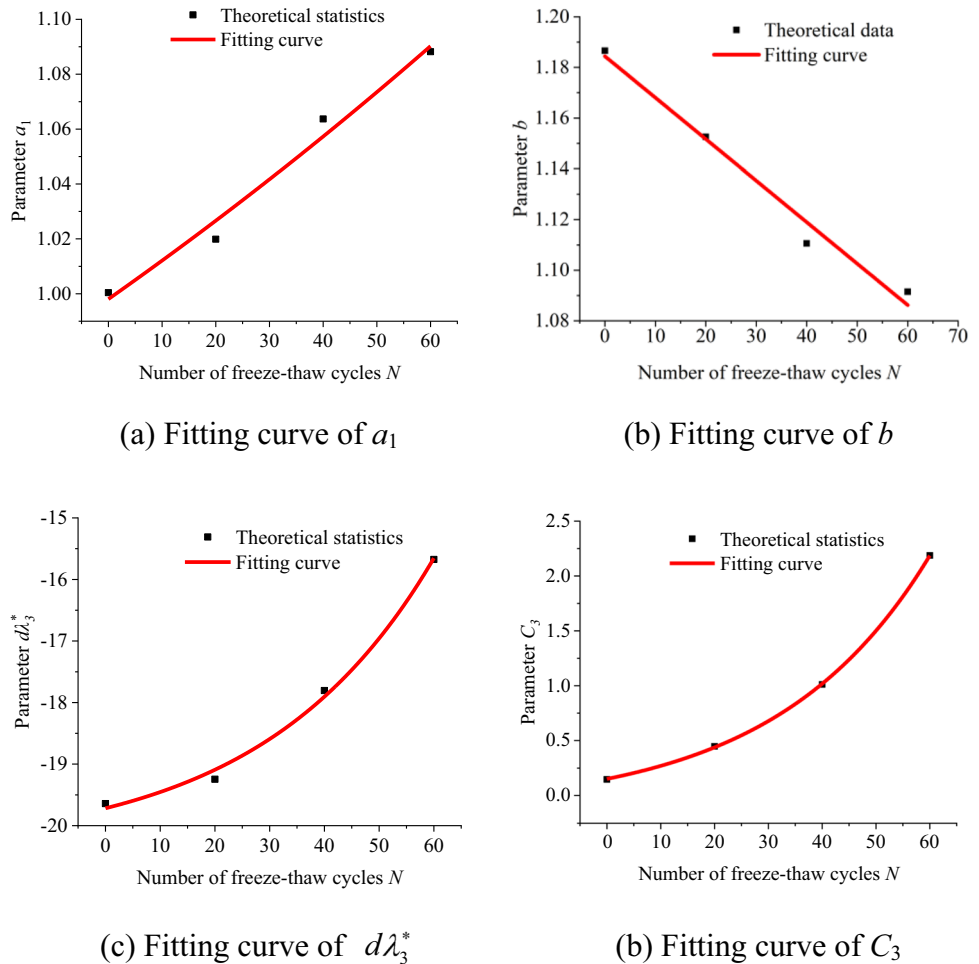 1.10
1.08
1.06
1.04
1.02
1.00
Parameter a₁
Theoretical statistics
Fitting curve
0 10 20 30 40 50 60
Number of freeze-thaw cycles N
(a) Fitting curve of a₁
1.20
1.18
1.16
1.14
1.12
1.10
1.08
Parameter b
Theoretical data
Fitting curve
0 10 20 30 40 50 60 70
Number of freeze-thaw cycles N
(b) Fitting curve of b
-15
-16
-17
-18
-19
-20
Parameter dλ₃*
Theoretical statistics
Fitting curve
0 10 20 30 40 50 60
Number of freeze-thaw cycles N
(c) Fitting curve of dλ₃*
2.5
2.0
1.5
1.0
0.5
0.0
Parameter C₃
Theoretical statistics
Fitting curve
0 10 20 30 40 50 60
Number of freeze-thaw cycles N
(b) Fitting curve of C₃